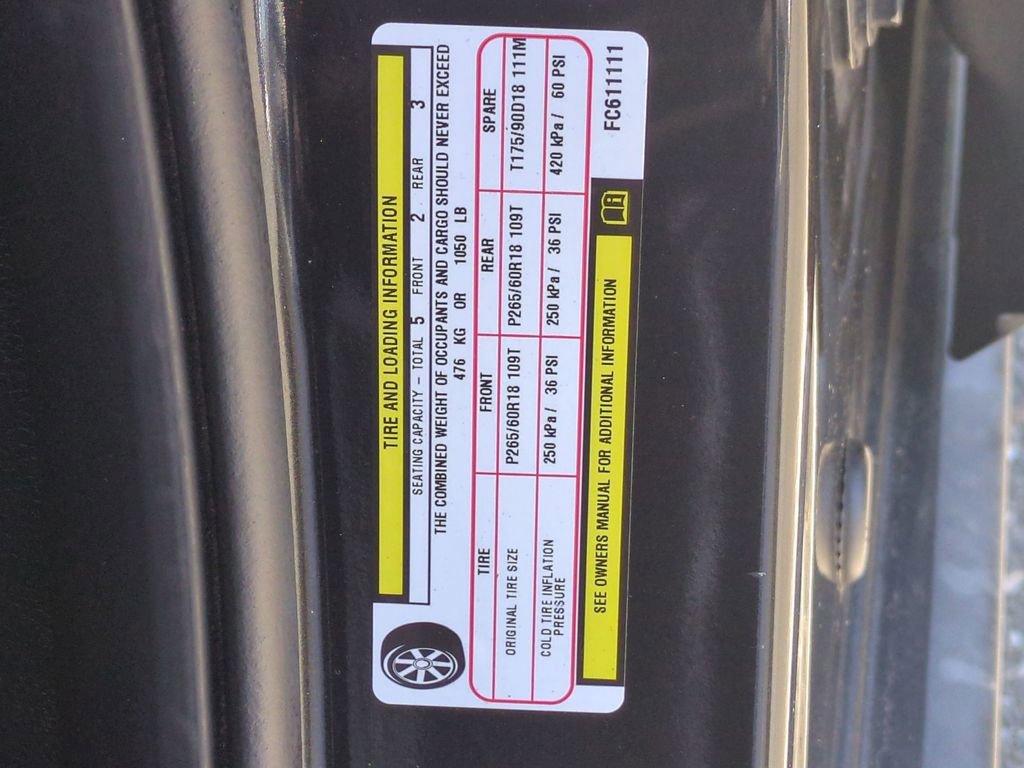 TIRE AND LOADING INFORMATION
SEATING CAPACITY - TOTAL 5 FRONT 2 REAR 3
THE COMBINED WEIGHT OF OCCUPANTS AND CARGO SHOULD NEVER EXCEED
476 KG OR 1050 LB
TIRE FRONT REAR SPARE
ORIGINAL TIRE SIZE P265/60R18 109T P265/60R18 109T T175/90D18 111M
COLD TIRE INFLATION
PRESSURE 250 kPa / 36 PSI 250 kPa / 36 PSI 420 kPa / 60 PSI
SEE OWNERS MANUAL FOR ADDITIONAL INFORMATION
FC611111